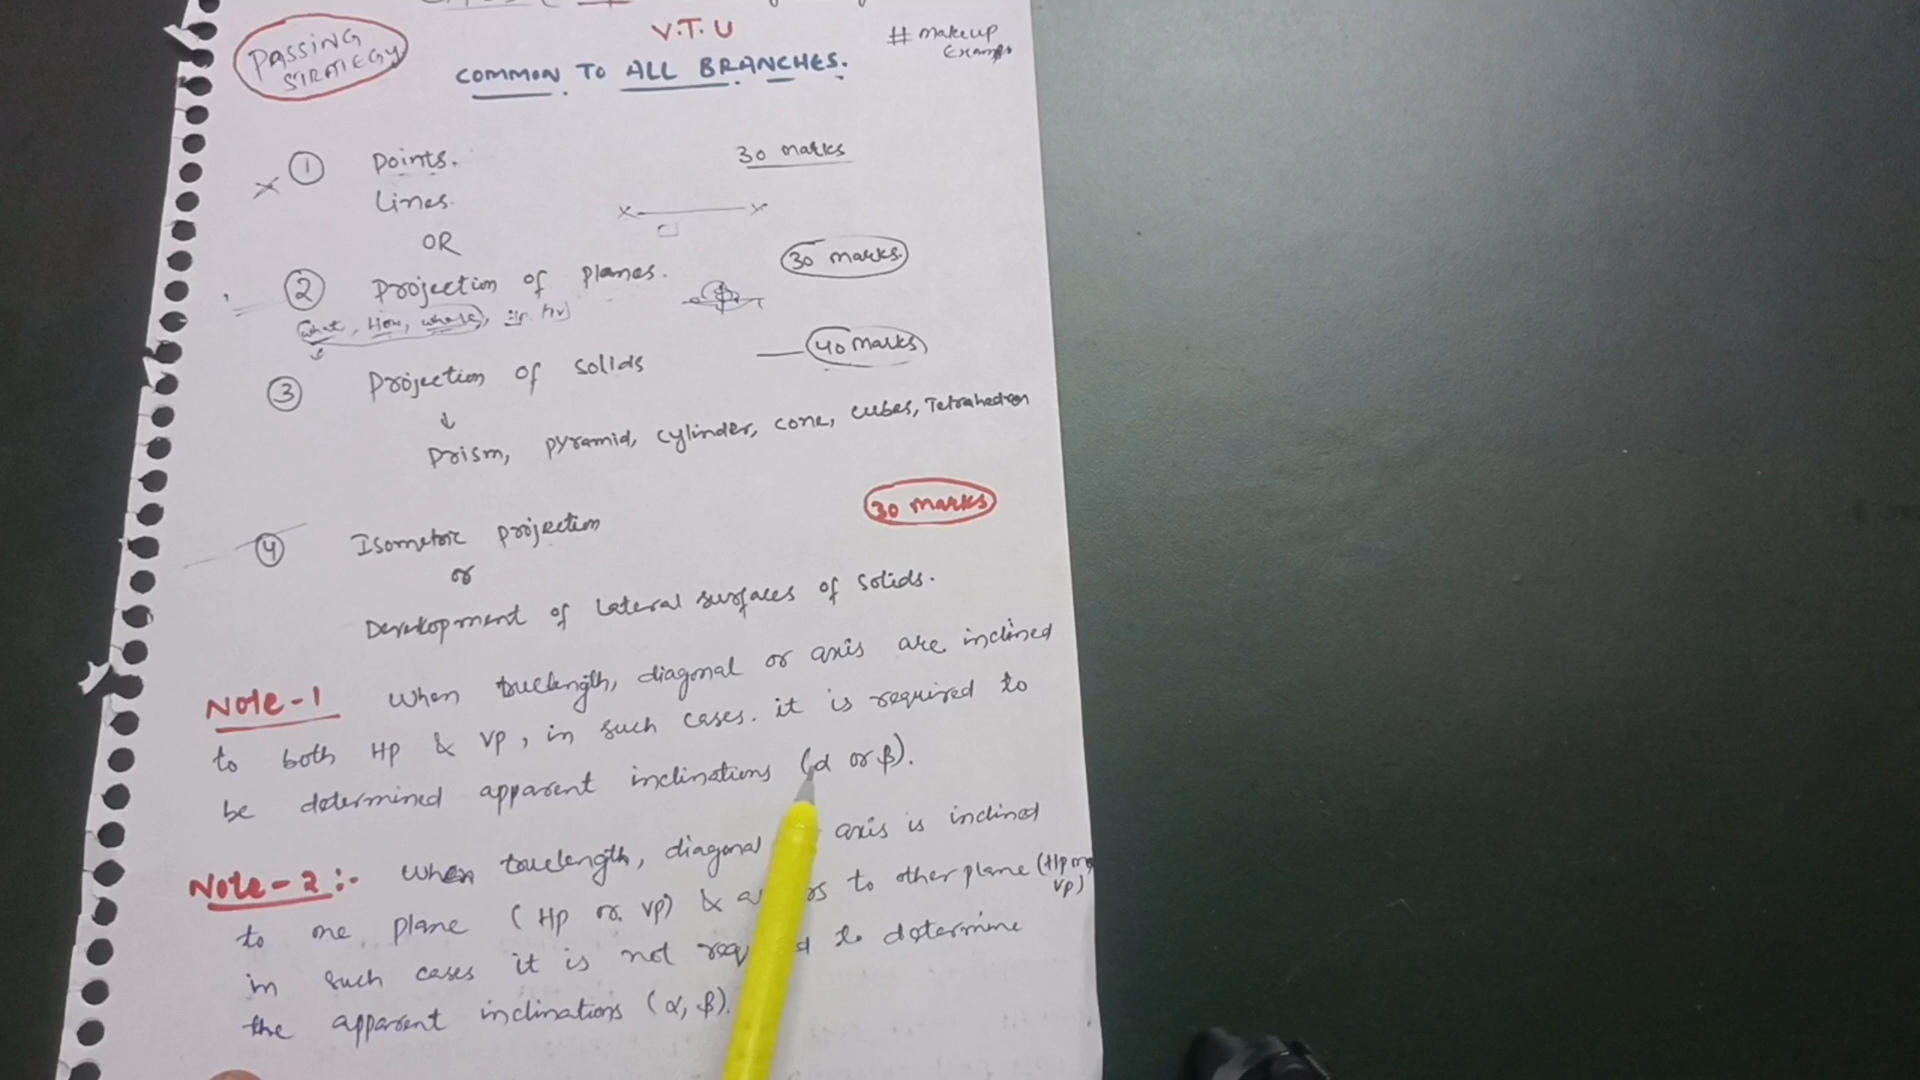 V.T.U
PASSING
STRATEGY
# makeup
Exams
COMMON TO ALL BRANCHES.
1 Points. 30 marks
Lines.
OR
2 Projection of planes. 30 marks.
What, How, where,
3 Projection of solids 40 marks
Prism, pyramid, cylinder, cone, cubes, Tetrahedron
4 Isometric projection 30 marks
or
Development of Lateral surfaces of solids.
Note-1 When truelength, diagonal or axis are inclined
to both Hp & Vp, in such cases. it is required to
be determined apparent inclinations (α or β).
Note-2:- When truelength, diagonal axis is inclined
to one plane (Hp or. Vp) & to other plane (Hp
Vp)
in such cases it is not to determine
the apparent inclinations (α, β).